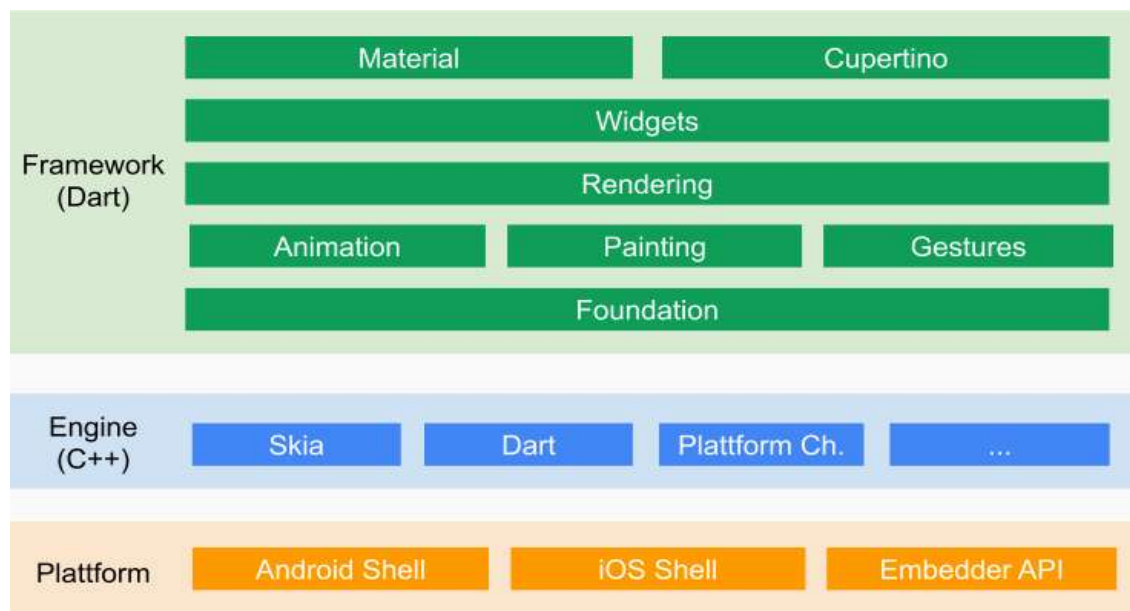 Material
Cupertino
Widgets
Framework
(Dart)
Rendering
Animation
Painting
Gestures
Foundation
Engine
(C++)
Skia
Dart
Plattform Ch.
...
Plattform
Android Shell
iOS Shell
Embedder API